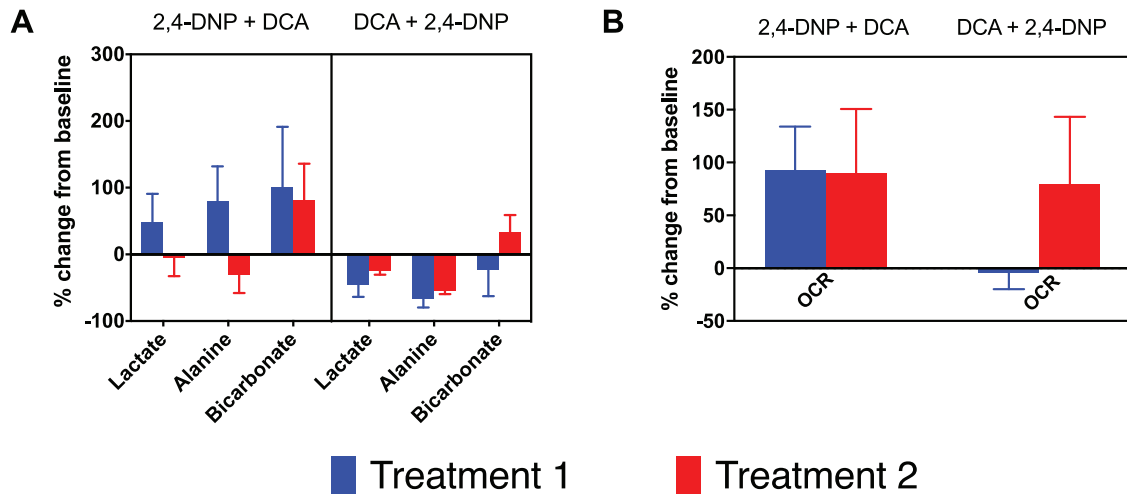 A
2,4-DNP + DCA DCA + 2,4-DNP
% change from baseline
300
200
100
0
-100
Lactate
Alanine
Bicarbonate
Lactate
Alanine
Bicarbonate
B
2,4-DNP + DCA DCA + 2,4-DNP
% change from baseline
200
150
100
50
0
-50
OCR
OCR
Treatment 1 Treatment 2